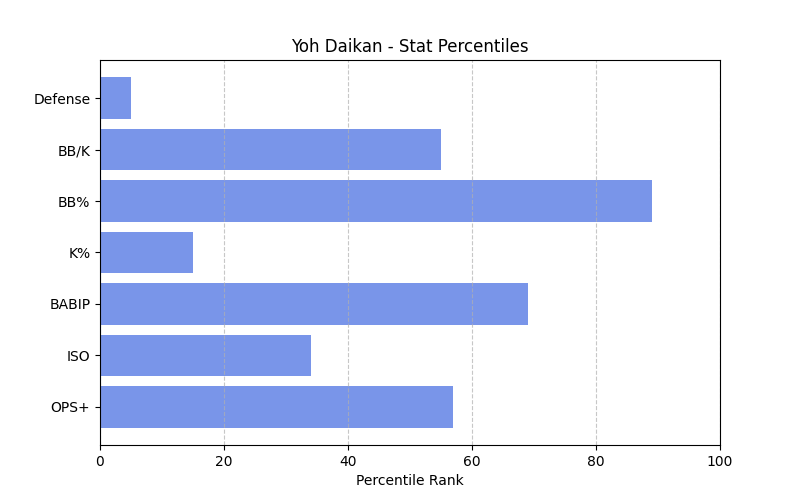 Yoh Daikan - Stat Percentiles
Defense
BB/K
BB%
K%
BABIP
ISO
OPS+
0 20 40 60 80 100
Percentile Rank